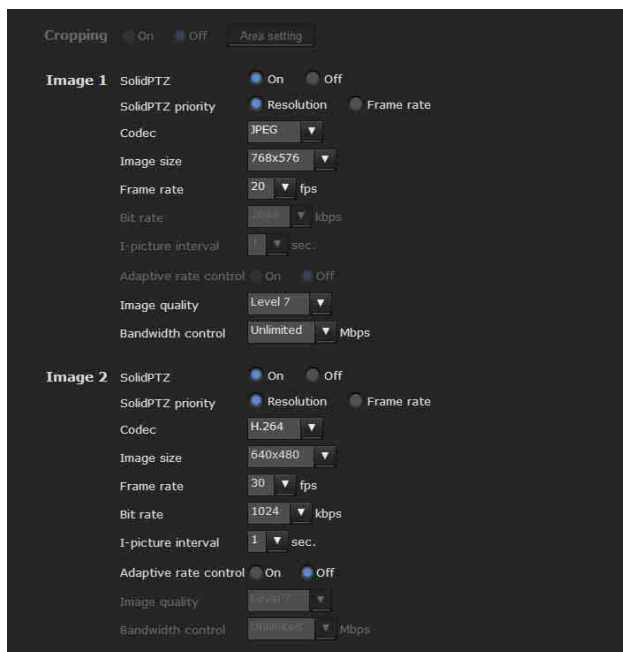 Cropping On Off Area setting
Image 1 SolidPTZ On Off
SolidPTZ priority Resolution Frame rate
Codec JPEG
Image size 768x576
Frame rate 20 fps
Bit rate 2048 kbps
I-picture interval 1 sec.
Adaptive rate control On Off
Image quality Level 7
Bandwidth control Unlimited Mbps
Image 2 SolidPTZ On Off
SolidPTZ priority Resolution Frame rate
Codec H.264
Image size 640x480
Frame rate 30 fps
Bit rate 1024 kbps
I-picture interval 1 sec.
Adaptive rate control On Off
Image quality Level 7
Bandwidth control Unlimited Mbps